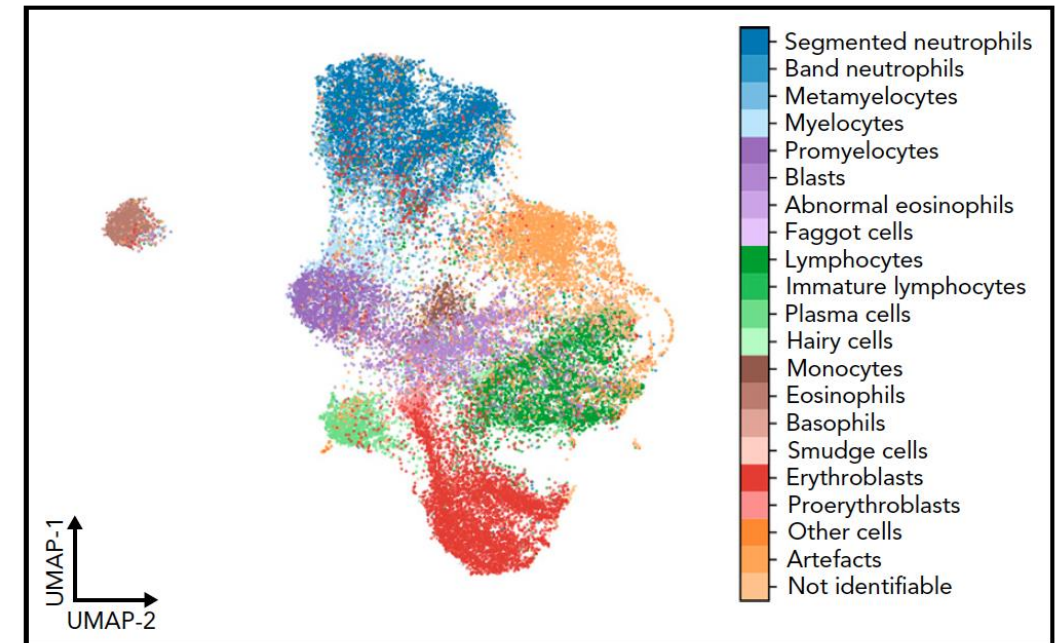 Segmented neutrophils
Band neutrophils
Metamyelocytes
Myelocytes
Promyelocytes
Blasts
Abnormal eosinophils
Faggot cells
Lymphocytes
Immature lymphocytes
Plasma cells
Hairy cells
Monocytes
Eosinophils
Basophils
Smudge cells
Erythroblasts
Proerythroblasts
Other cells
Artefacts
Not identifiable
UMAP-1
UMAP-2